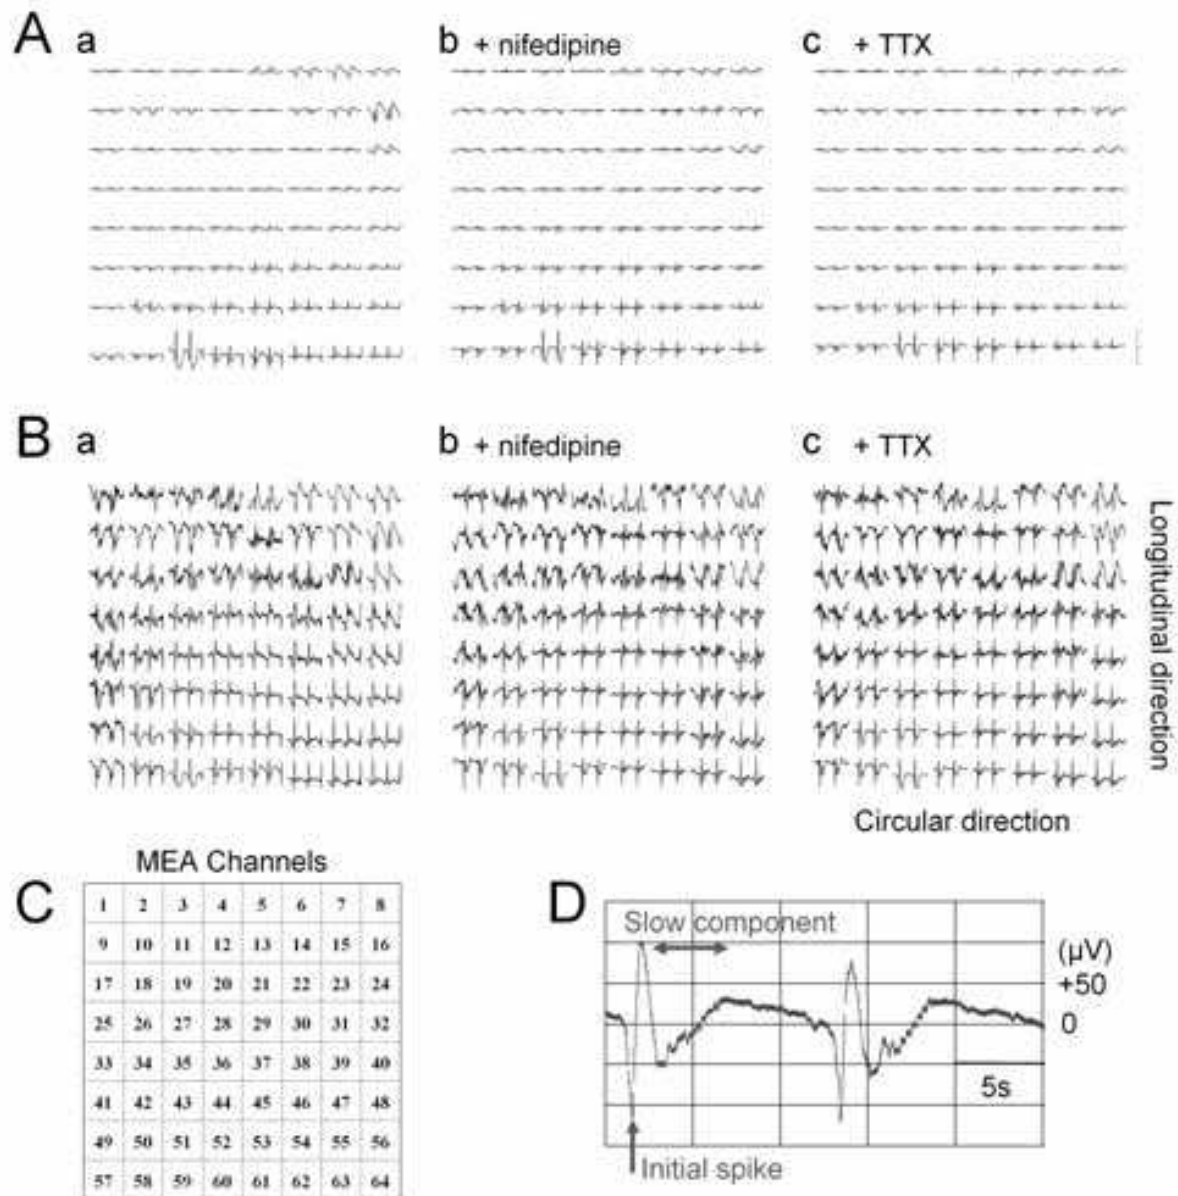 A a b + nifedipine c + TTX
B a b + nifedipine c + TTX
Longitudinal direction
Circular direction
C MEA Channels
1 2 3 4 5 6 7 8
9 10 11 12 13 14 15 16
17 18 19 20 21 22 23 24
25 26 27 28 29 30 31 32
33 34 35 36 37 38 39 40
41 42 43 44 45 46 47 48
49 50 51 52 53 54 55 56
57 58 59 60 61 62 63 64
D
Slow component
(µV)
+50
0
5s
Initial spike